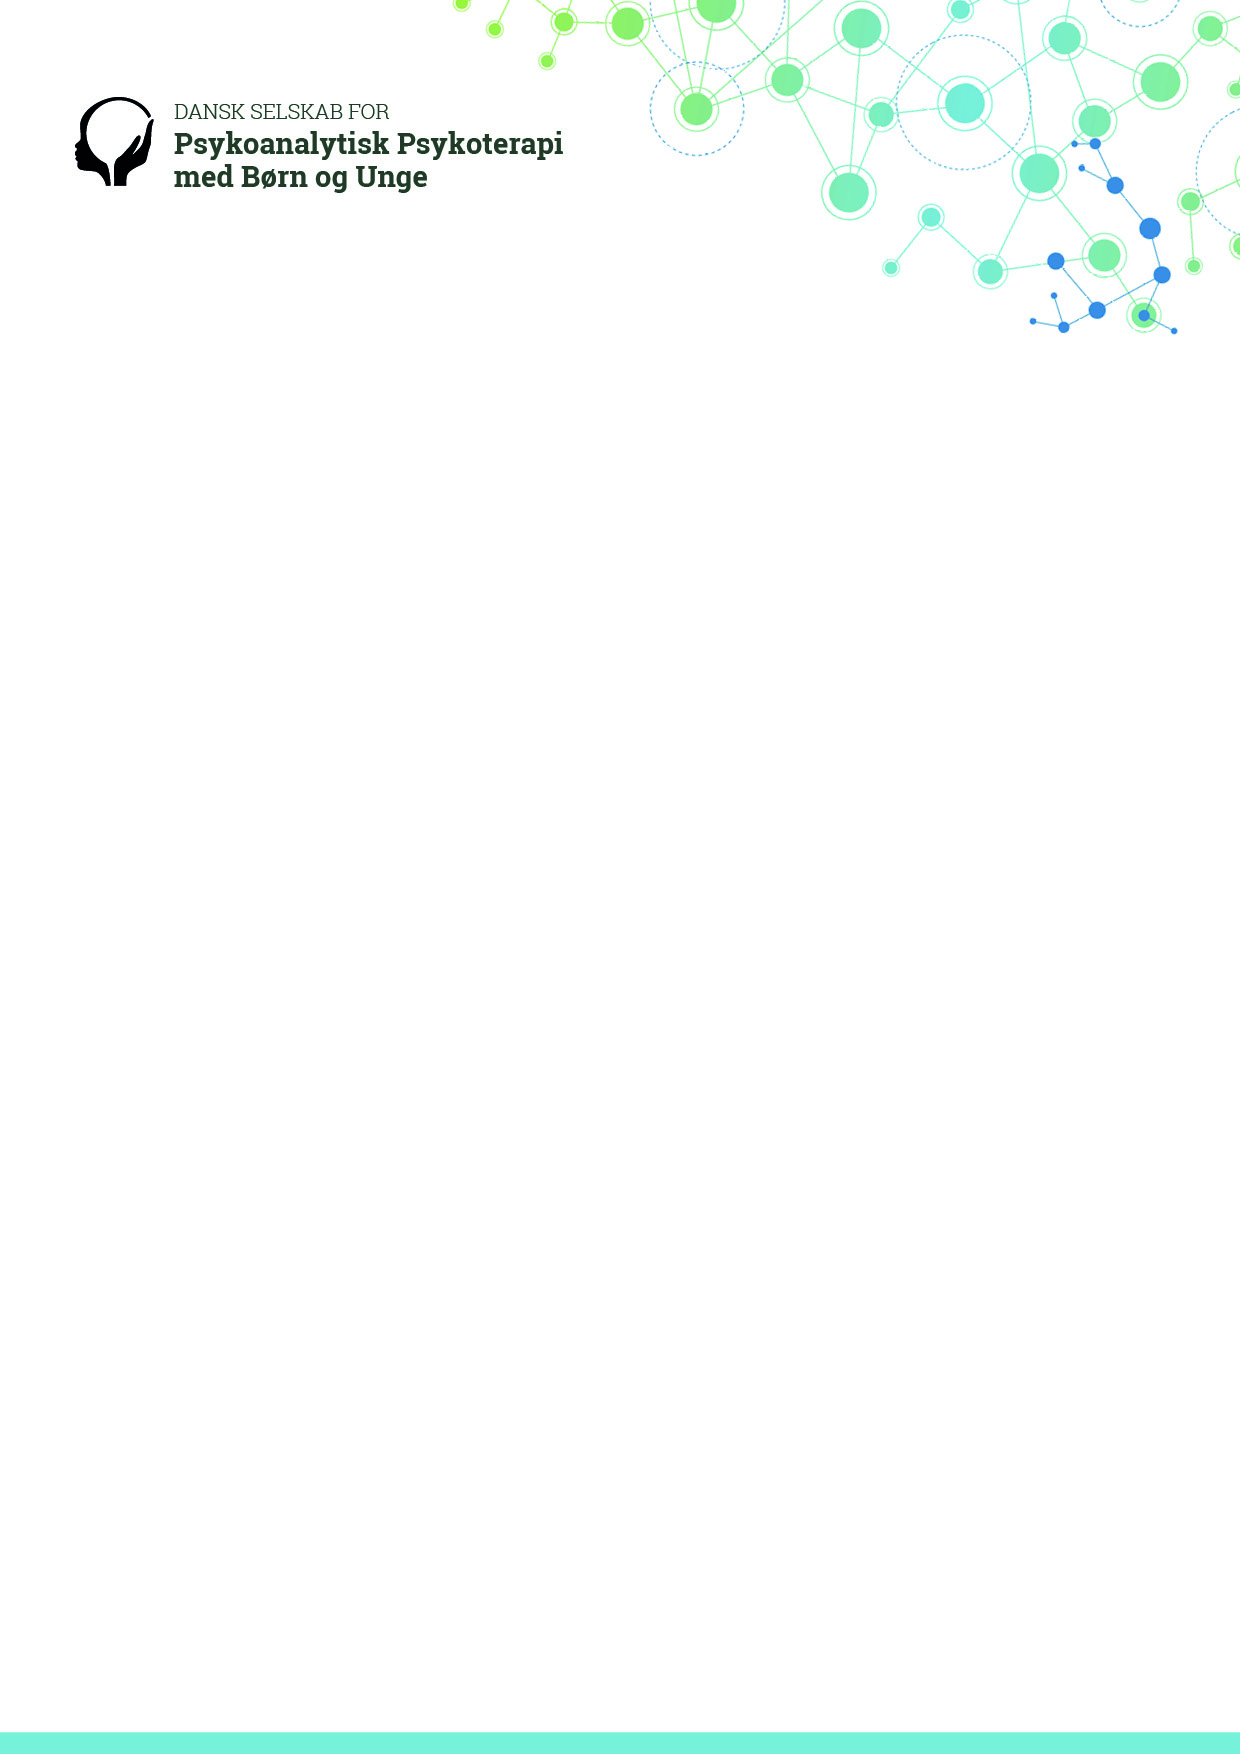 DANSK SELSKAB FOR
Psykoanalytisk Psykoterapi
med Børn og Unge